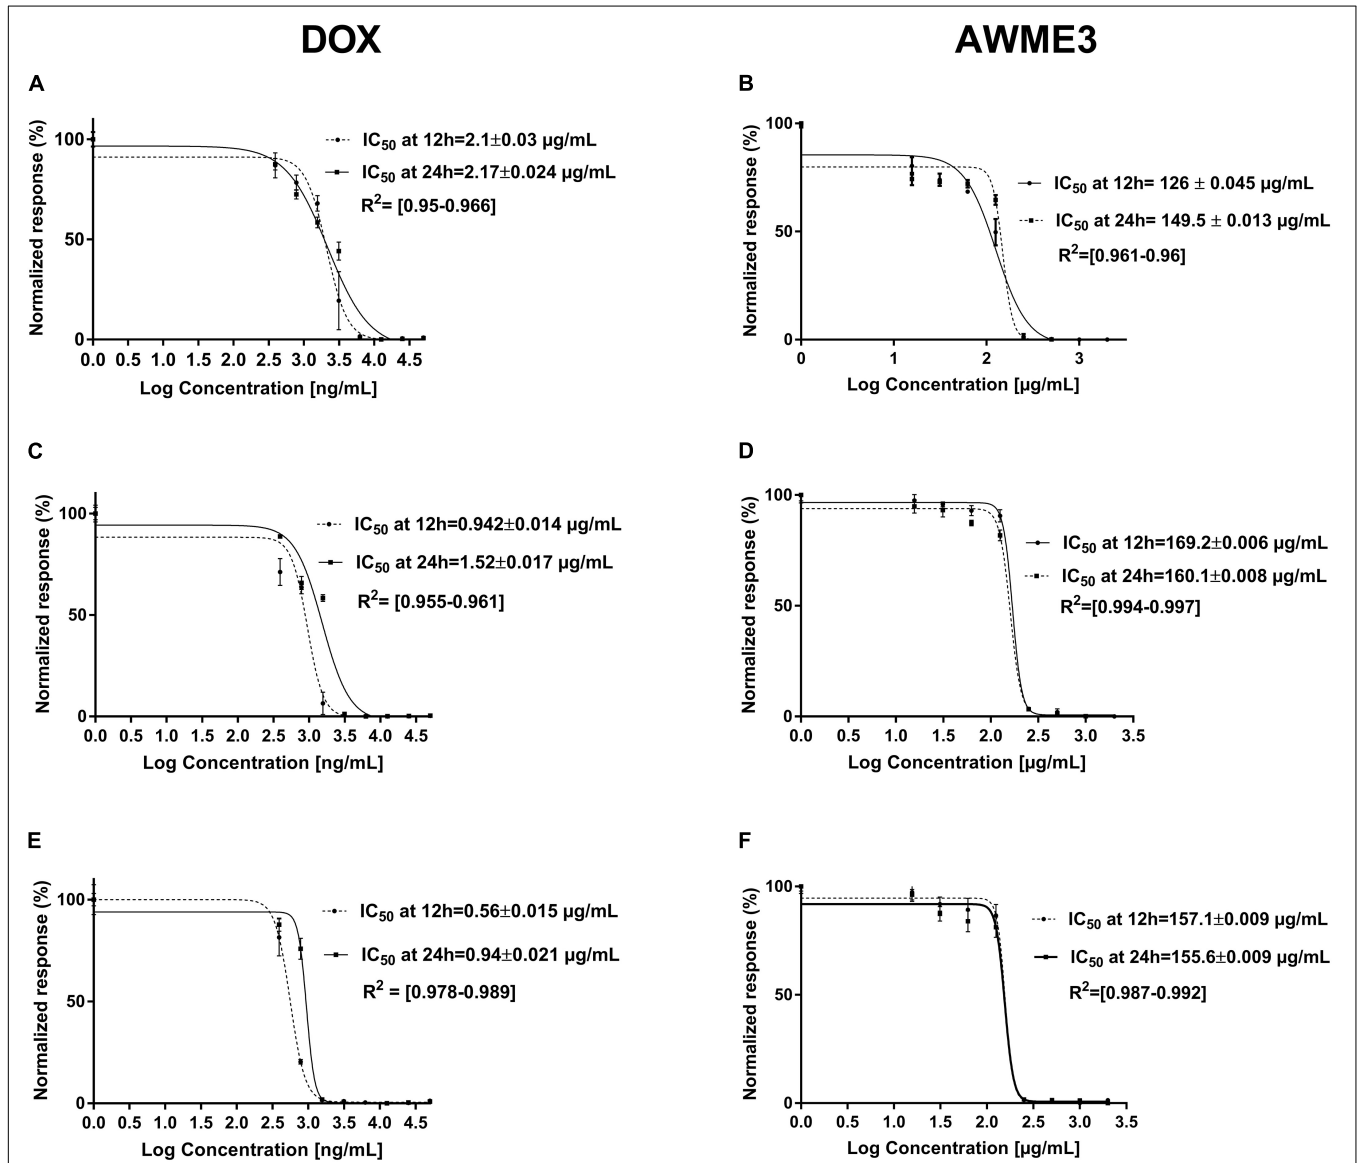 DOX
AWME3
A
Normalized response (%)
100
50
0
IC50 at 12h=2.1±0.03 µg/mL
IC50 at 24h=2.17±0.024 µg/mL
R2= [0.95-0.966]
0.0 0.5 1.0 1.5 2.0 2.5 3.0 3.5 4.0 4.5
Log Concentration [ng/mL]
B
Normalized response (%)
100
50
0
IC50 at 12h= 126 ± 0.045 µg/mL
IC50 at 24h= 149.5 ± 0.013 µg/mL
R2=[0.961-0.96]
0 1 2 3
Log Concentration [µg/mL]
C
Normalized response (%)
100
50
0
IC50 at 12h=0.942±0.014 µg/mL
IC50 at 24h=1.52±0.017 µg/mL
R2= [0.955-0.961]
0.0 0.5 1.0 1.5 2.0 2.5 3.0 3.5 4.0 4.5
Log Concentration [ng/mL]
D
Normalized response (%)
100
50
0
IC50 at 12h=169.2±0.006 µg/mL
IC50 at 24h=160.1±0.008 µg/mL
R2=[0.994-0.997]
0.0 0.5 1.0 1.5 2.0 2.5 3.0 3.5
Log Concentration [µg/mL]
E
Normalized response (%)
100
50
0
IC50 at 12h=0.56±0.015 µg/mL
IC50 at 24h=0.94±0.021 µg/mL
R2 = [0.978-0.989]
0.0 0.5 1.0 1.5 2.0 2.5 3.0 3.5 4.0 4.5
Log Concentration [ng/mL]
F
Normalized response (%)
100
50
0
IC50 at 12h=157.1±0.009 µg/mL
IC50 at 24h=155.6±0.009 µg/mL
R2=[0.987-0.992]
0.0 0.5 1.0 1.5 2.0 2.5 3.0 3.5
Log Concentration [µg/mL]